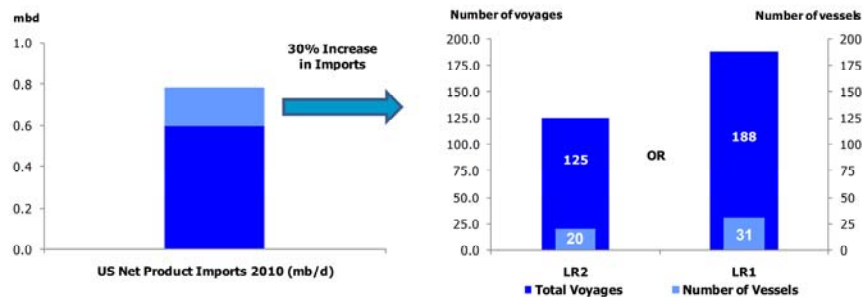 mbd
1.0
0.8
0.6
0.4
0.2
0.0
US Net Product Imports 2010 (mb/d)
30% Increase
in Imports
Number of voyages
Number of vessels
200.0
175.0
150.0
125.0
100.0
75.0
50.0
25.0
0.0
125
20
OR
188
31
200
175
150
125
100
75
50
25
0
LR2
LR1
Total Voyages
Number of Vessels